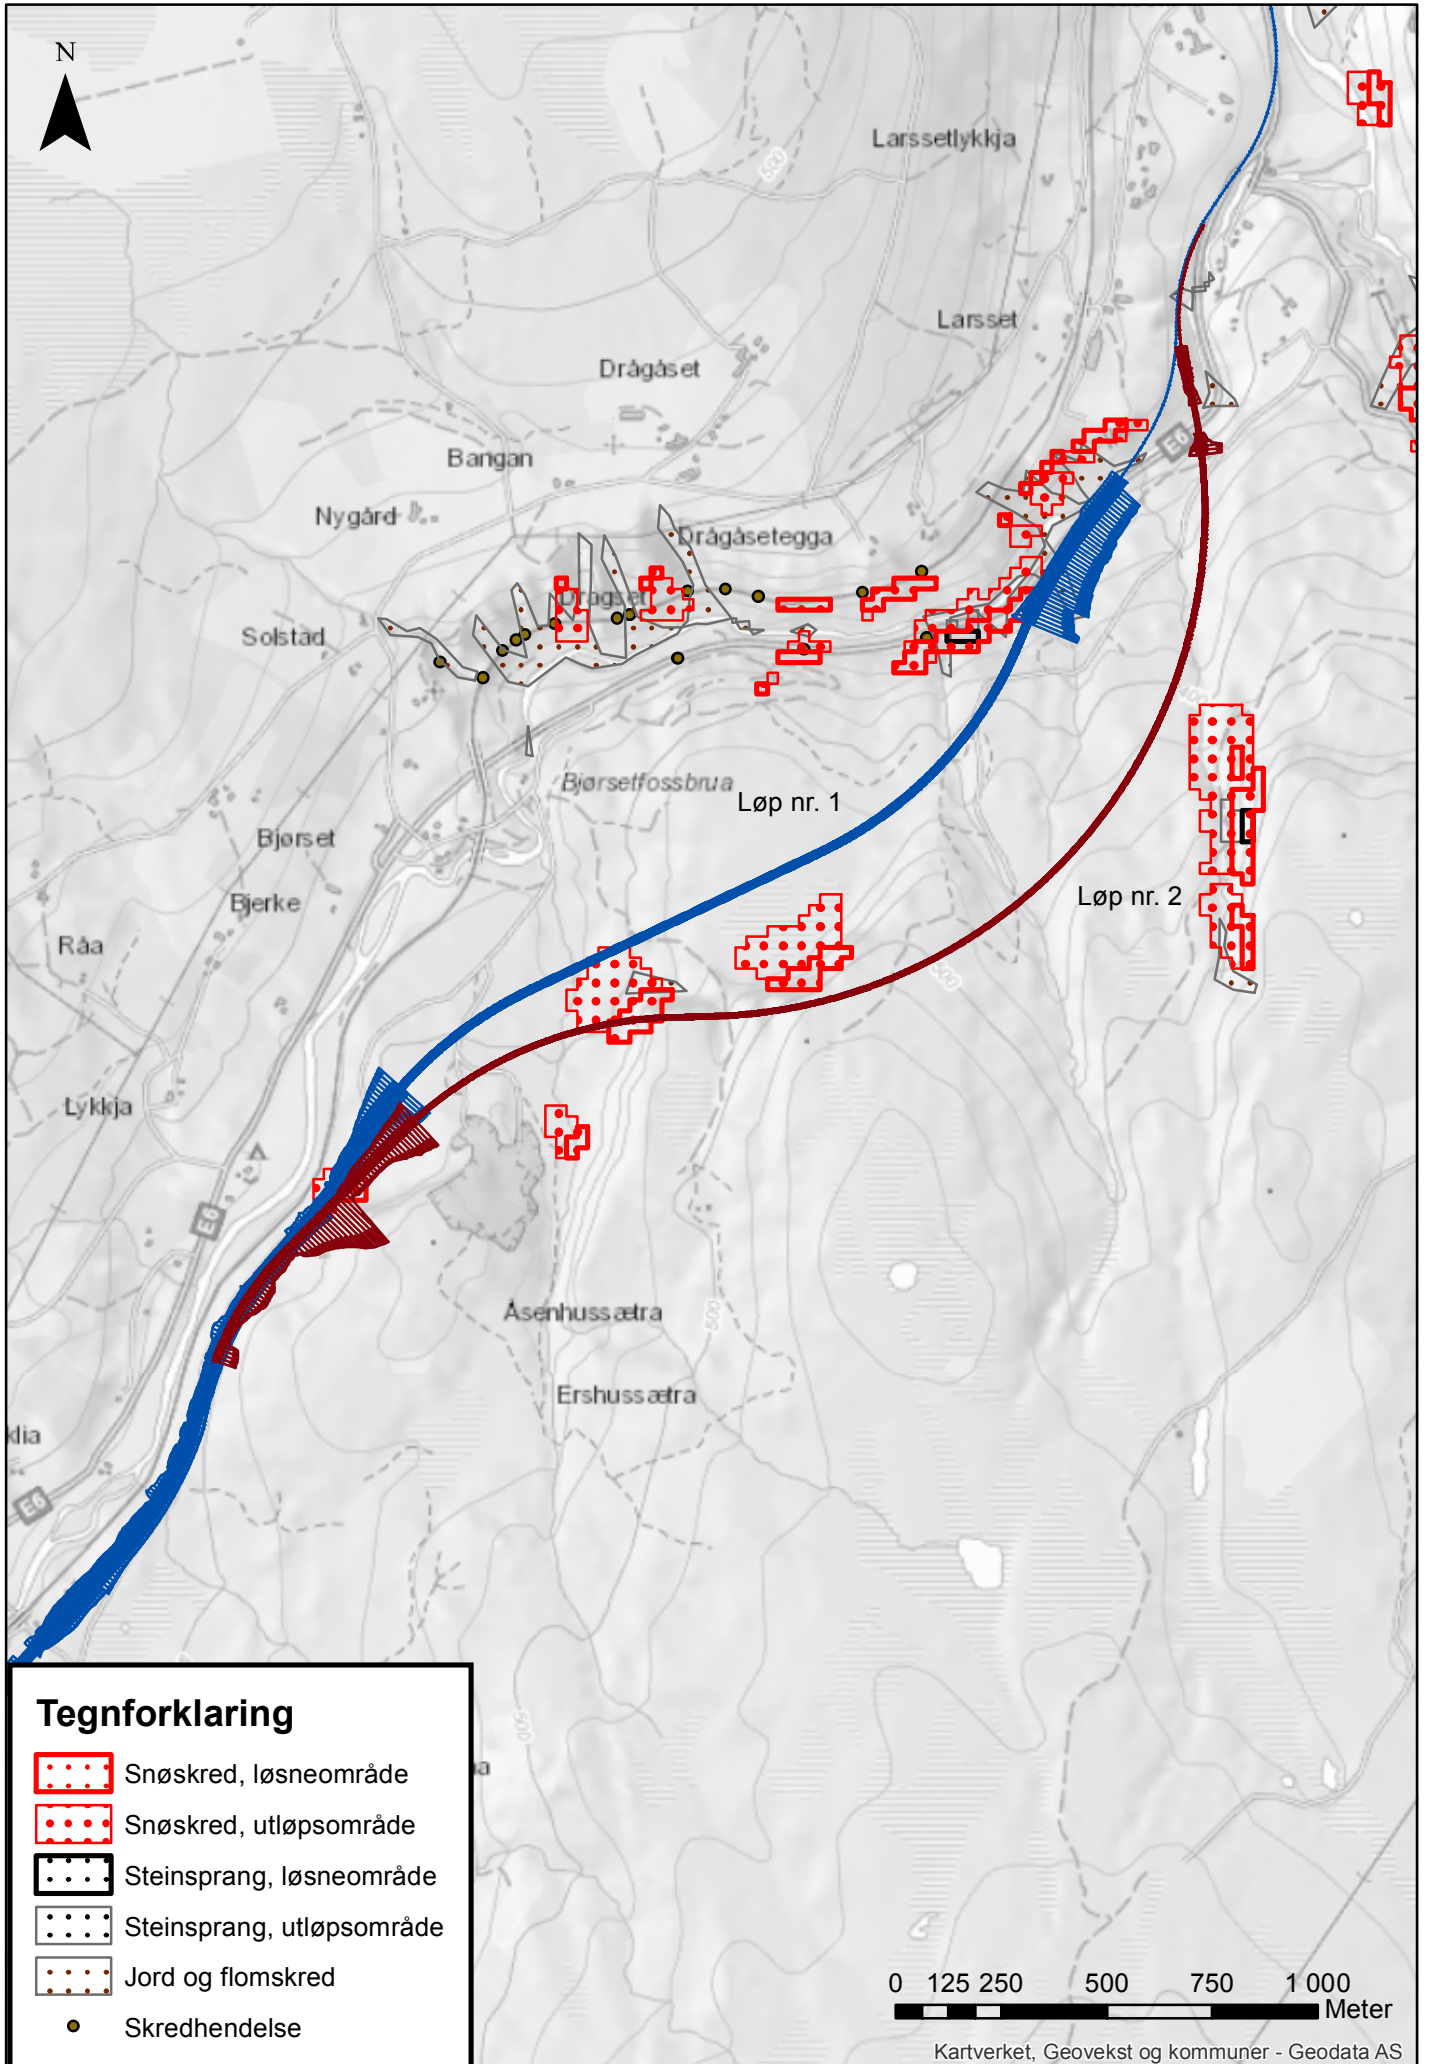 N
Larssetlykkja
500
Larsset
Drågåset
Bangan
E6
Nygård
Drågåsetegga
Dragset
Solstad
400
Bjørsetfossbrua
Løp nr. 1
Bjørset
Løp nr. 2
Bjerke
Råa
Lykkja
E6
Åsenhussætra
500
Ershussætra
klia
E6
500
Tegnforklaring
Snøskred, løsneområde
Snøskred, utløpsområde
Steinsprang, løsneområde
Steinsprang, utløpsområde
Jord og flomskred
Skredhendelse
0 125 250 500 750 1 000
Meter
Kartverket, Geovekst og kommuner - Geodata AS